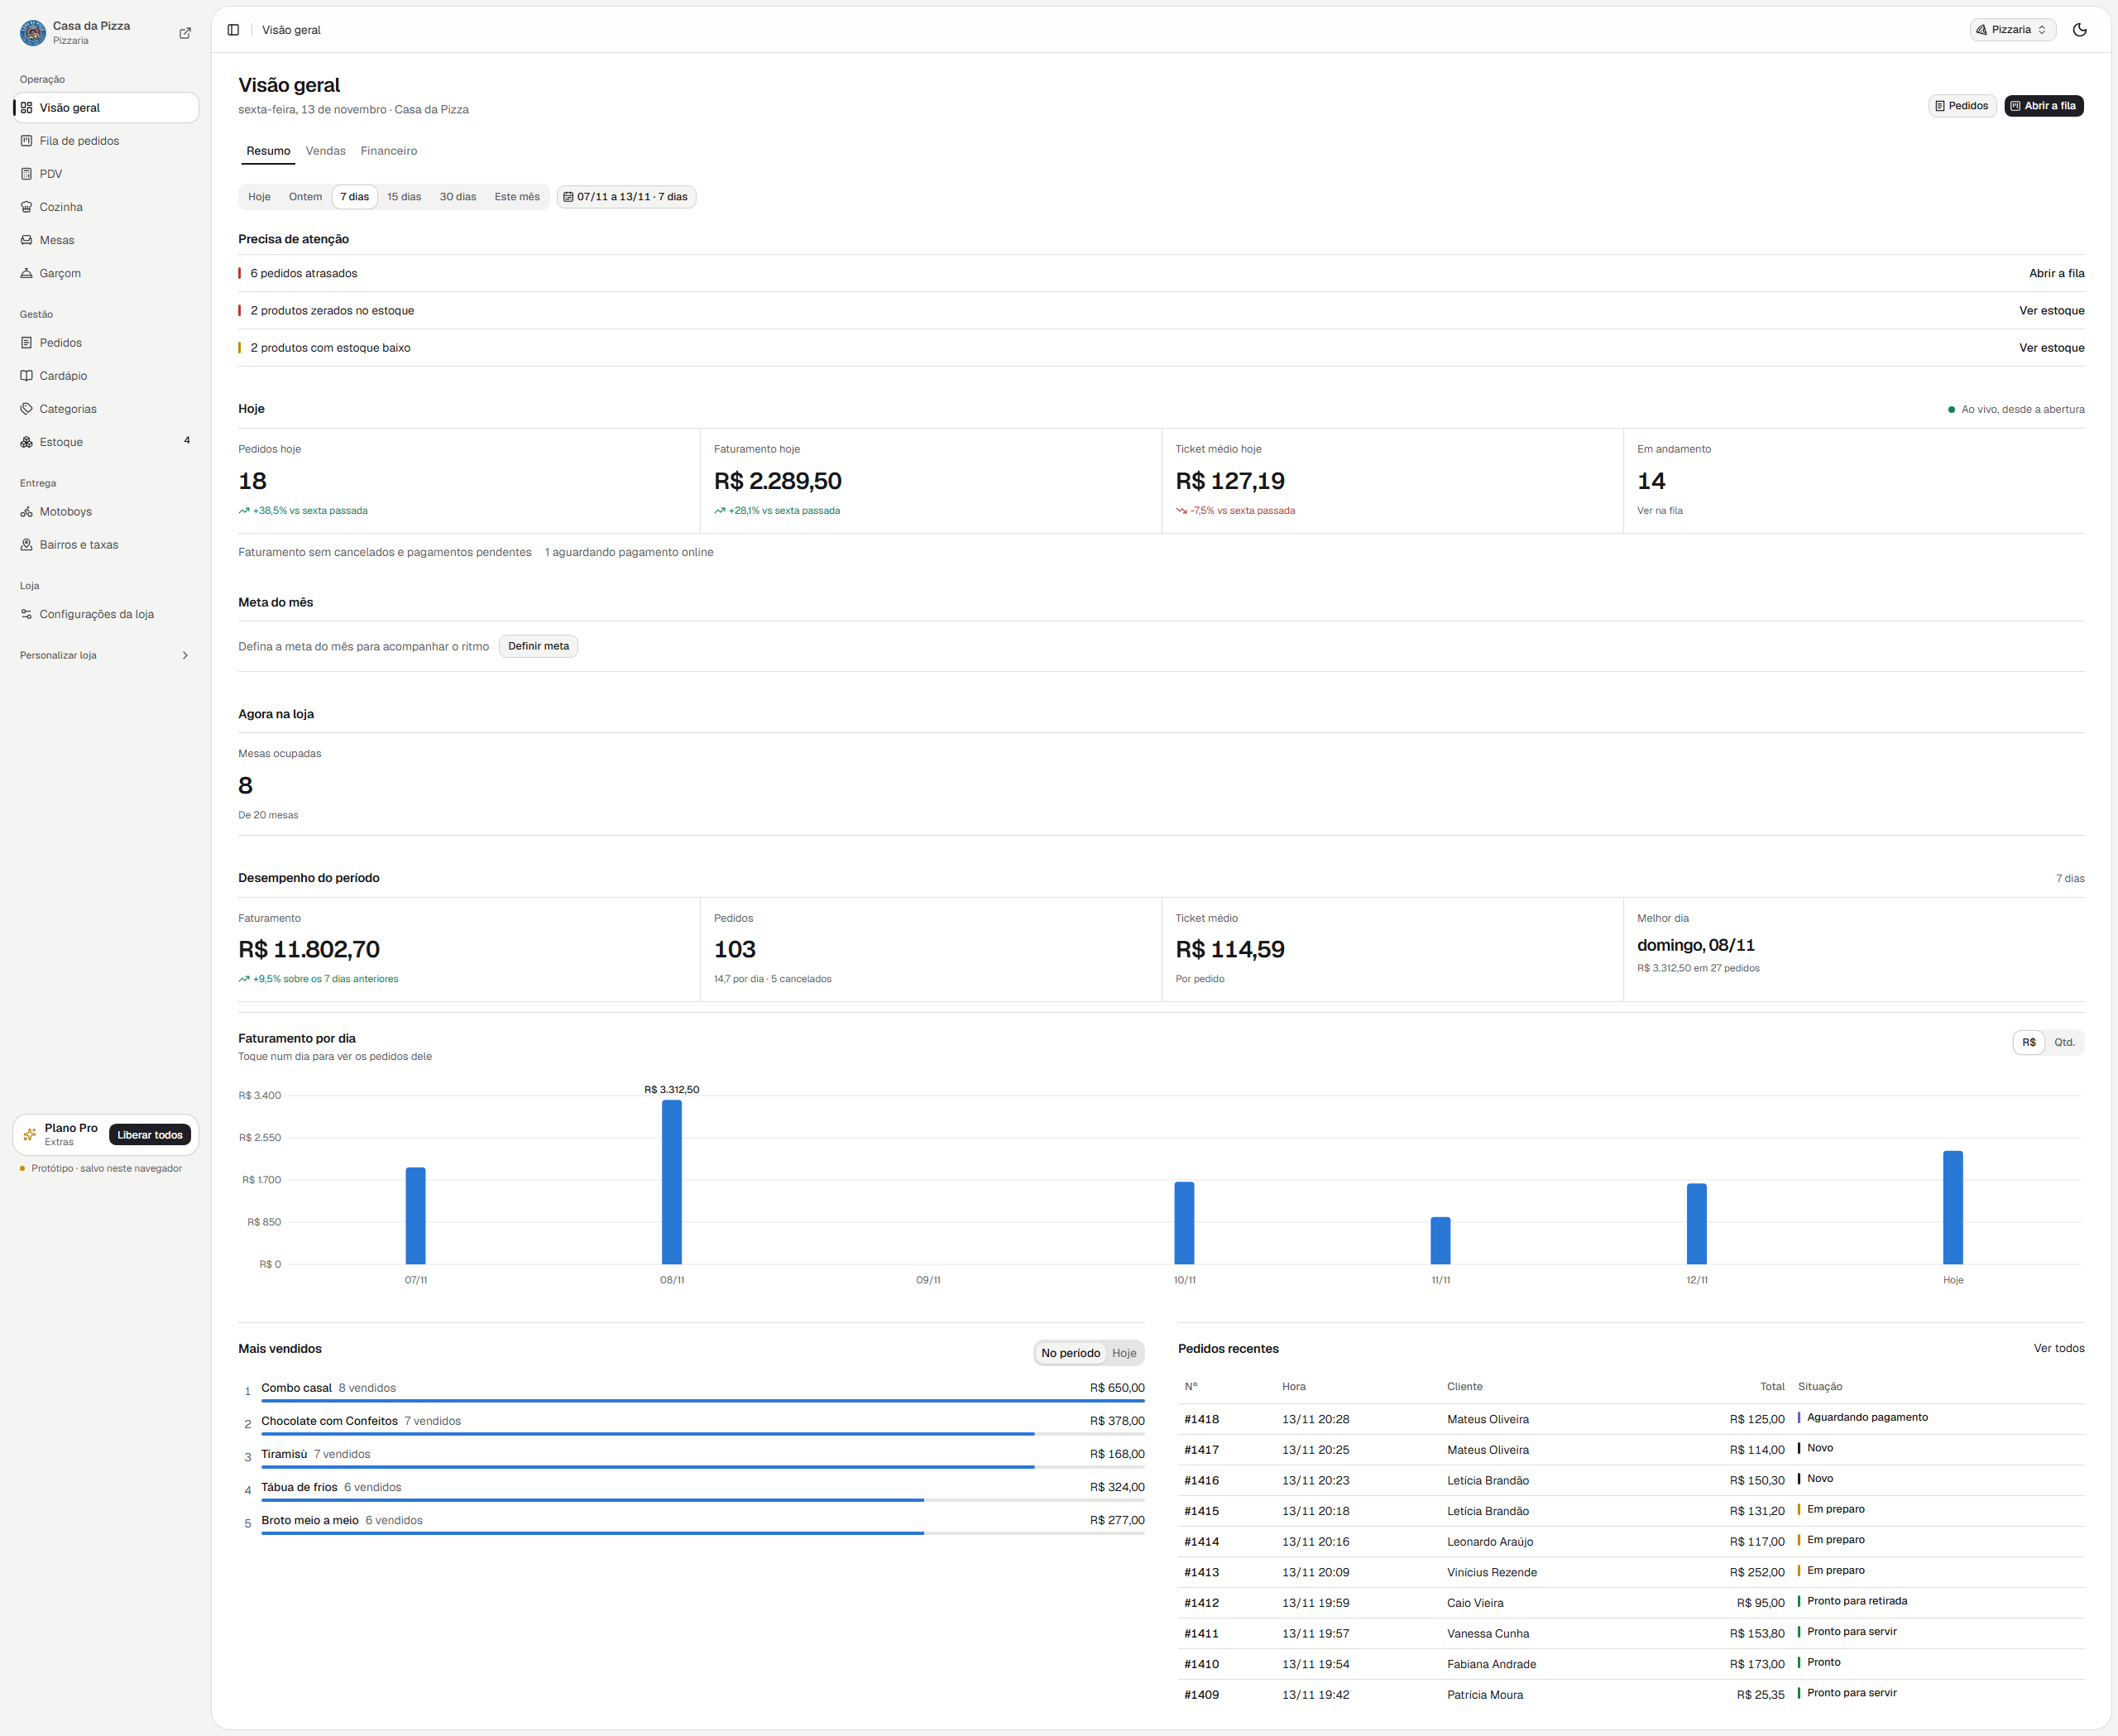 Casa da Pizza
Pizzaria
Operação
Visão geral
Fila de pedidos
PDV
Cozinha
Mesas
Garçom
Gestão
Pedidos
Cardápio
Categorias
Estoque 4
Entrega
Motoboys
Bairros e taxas
Loja
Configurações da loja
Personalizar loja
Plano Pro
Extras
Liberar todos
Protótipo · salvo neste navegador
Visão geral
Pizzaria
Visão geral
sexta-feira, 13 de novembro · Casa da Pizza
Pedidos
Abrir a fila
Resumo Vendas Financeiro
Hoje Ontem 7 dias 15 dias 30 dias Este mês 07/11 a 13/11 · 7 dias
Precisa de atenção
6 pedidos atrasados Abrir a fila
2 produtos zerados no estoque Ver estoque
2 produtos com estoque baixo Ver estoque
Hoje Ao vivo, desde a abertura
Pedidos hoje
18
+38,5% vs sexta passada
Faturamento hoje
R$ 2.289,50
+28,1% vs sexta passada
Ticket médio hoje
R$ 127,19
-7,5% vs sexta passada
Em andamento
14
Ver na fila
Faturamento sem cancelados e pagamentos pendentes 1 aguardando pagamento online
Meta do mês
Defina a meta do mês para acompanhar o ritmo Definir meta
Agora na loja
Mesas ocupadas
8
De 20 mesas
Desempenho do período 7 dias
Faturamento
R$ 11.802,70
+9,5% sobre os 7 dias anteriores
Pedidos
103
14,7 por dia · 5 cancelados
Ticket médio
R$ 114,59
Por pedido
Melhor dia
domingo, 08/11
R$ 3.312,50 em 27 pedidos
Faturamento por dia
Toque num dia para ver os pedidos dele
R$ Qtd.
R$ 3.312,50
R$ 3.400
R$ 2.550
R$ 1.700
R$ 850
R$ 0
07/11 08/11 09/11 10/11 11/11 12/11 Hoje
Mais vendidos
No período Hoje
1 Combo casal 8 vendidos R$ 650,00
2 Chocolate com Confeitos 7 vendidos R$ 378,00
3 Tiramisù 7 vendidos R$ 168,00
4 Tábua de frios 6 vendidos R$ 324,00
5 Broto meio a meio 6 vendidos R$ 277,00
Pedidos recentes Ver todos
N° Hora Cliente Total Situação
#1418 13/11 20:28 Mateus Oliveira R$ 125,00 Aguardando pagamento
#1417 13/11 20:25 Mateus Oliveira R$ 114,00 Novo
#1416 13/11 20:23 Letícia Brandão R$ 150,30 Novo
#1415 13/11 20:18 Letícia Brandão R$ 131,20 Em preparo
#1414 13/11 20:16 Leonardo Araújo R$ 117,00 Em preparo
#1413 13/11 20:09 Vinícius Rezende R$ 252,00 Em preparo
#1412 13/11 19:59 Caio Vieira R$ 95,00 Pronto para retirada
#1411 13/11 19:57 Vanessa Cunha R$ 153,80 Pronto para servir
#1410 13/11 19:54 Fabiana Andrade R$ 173,00 Pronto
#1409 13/11 19:42 Patrícia Moura R$ 25,35 Pronto para servir